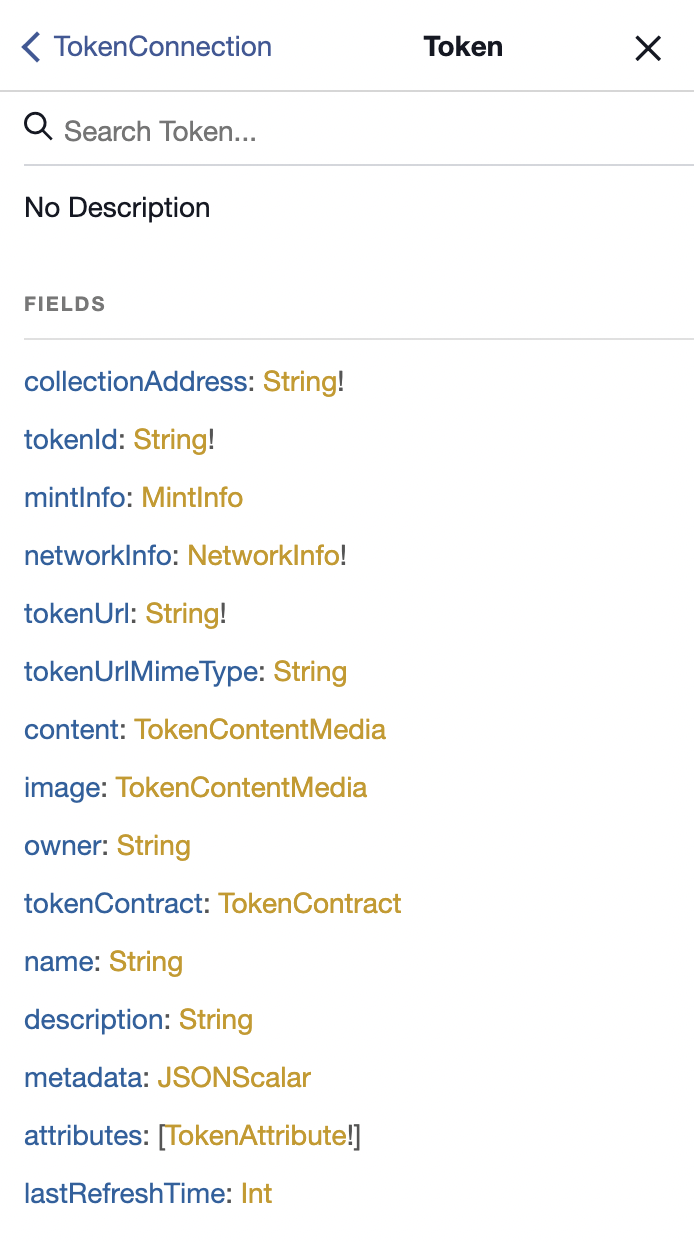 TokenConnection Token
Search Token...
No Description
FIELDS
collectionAddress: String!
tokenId: String!
mintInfo: MintInfo
networkInfo: NetworkInfo!
tokenUrl: String!
tokenUrlMimeType: String
content: TokenContentMedia
image: TokenContentMedia
owner: String
tokenContract: TokenContract
name: String
description: String
metadata: JSONScalar
attributes: [TokenAttribute!]
lastRefreshTime: Int